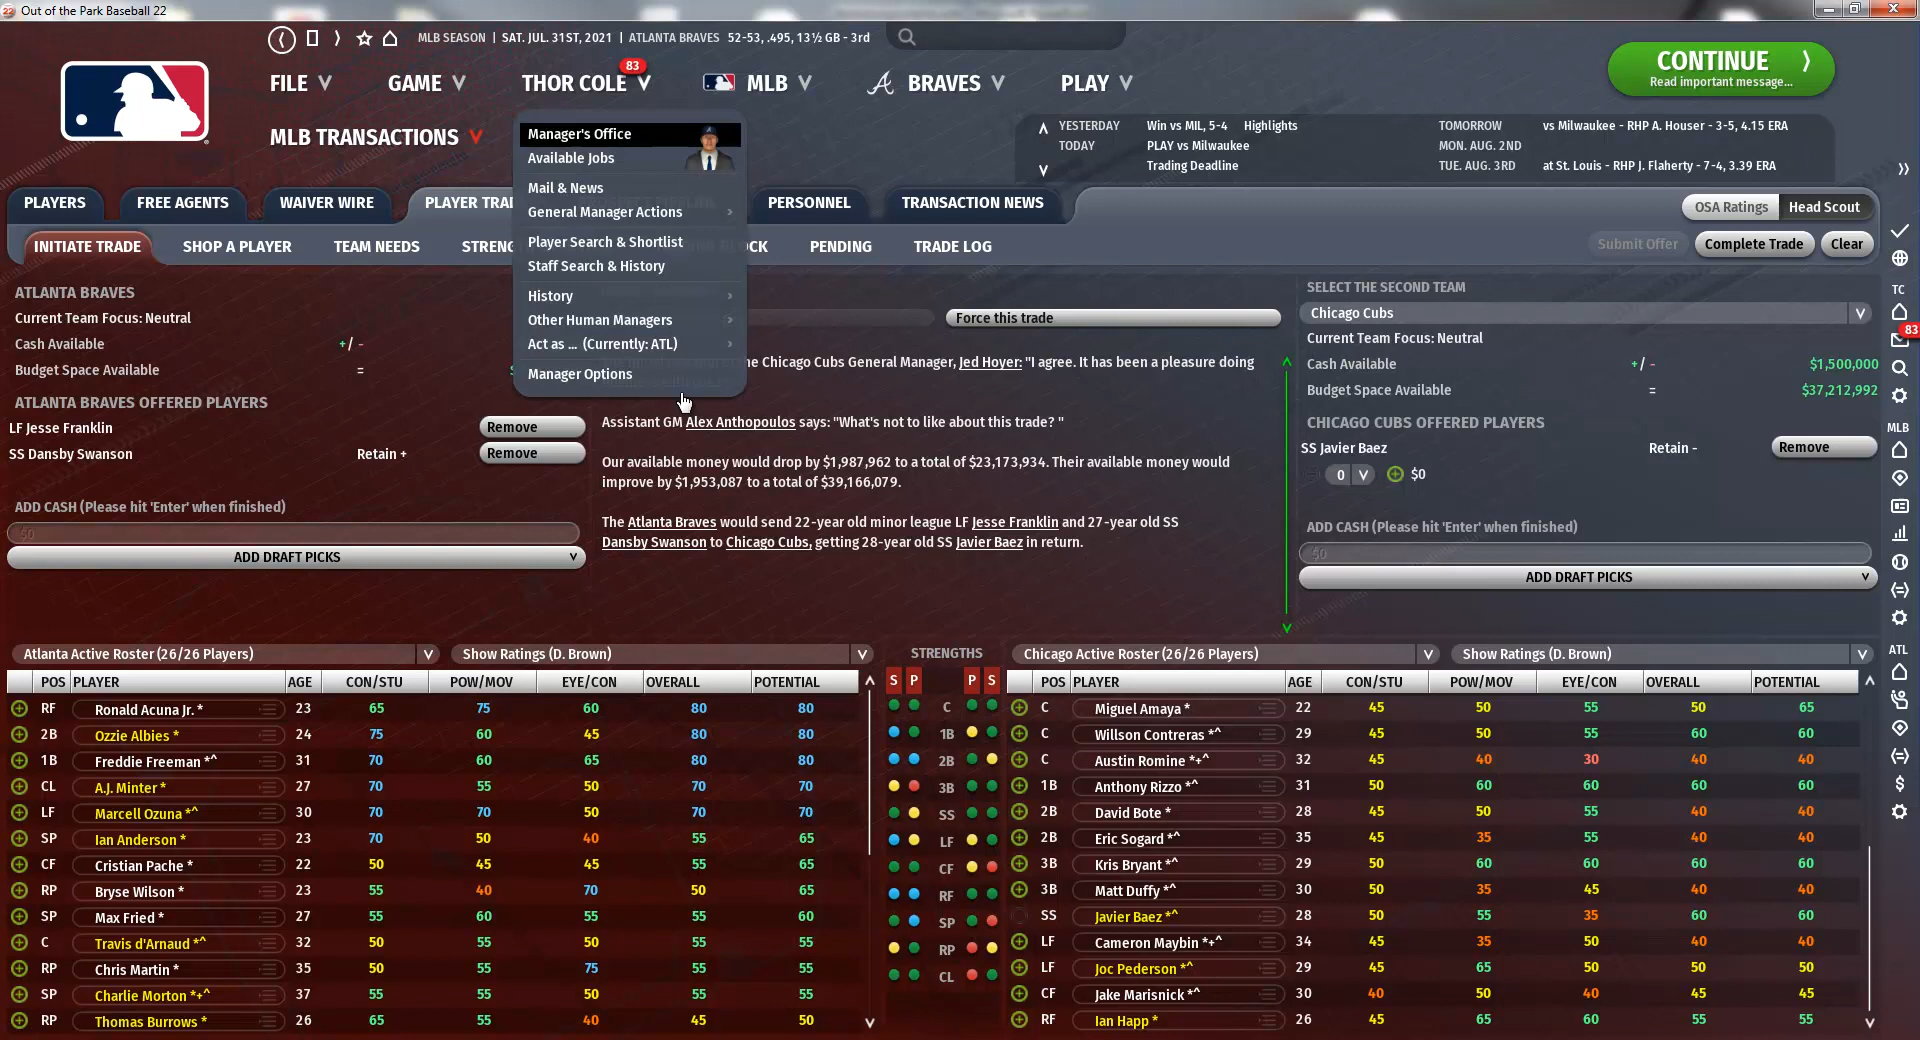 Out of the Park Baseball 22
MLB SEASON | SAT. JUL. 31ST, 2021 | ATLANTA BRAVES 52-53, .495, 13½ GB - 3rd
FILE GAME THOR COLE 83 MLB BRAVES PLAY
CONTINUE
Read important message...
MLB TRANSACTIONS
Manager's Office
Available Jobs
Mail & News
General Manager Actions
Player Search & Shortlist
Staff Search & History
History
Other Human Managers
Act as ... (Currently: ATL)
Manager Options
YESTERDAY Win vs MIL, 5-4 Highlights
TODAY PLAY vs Milwaukee
Trading Deadline
TOMORROW vs Milwaukee - RHP A. Houser - 3-5, 4.15 ERA
MON. AUG. 2ND
TUE. AUG. 3RD at St. Louis - RHP J. Flaherty - 7-4, 3.39 ERA
PLAYERS FREE AGENTS WAIVER WIRE PLAYER TRA PERSONNEL TRANSACTION NEWS
OSA Ratings Head Scout
INITIATE TRADE SHOP A PLAYER TEAM NEEDS STRENG CK PENDING TRADE LOG
Submit Offer Complete Trade Clear
ATLANTA BRAVES
Current Team Focus: Neutral
Cash Available + / -
Budget Space Available =
ATLANTA BRAVES OFFERED PLAYERS
LF Jesse Franklin Remove
SS Dansby Swanson Retain + Remove
ADD CASH (Please hit 'Enter' when finished)
$0
ADD DRAFT PICKS
Force this trade
e Chicago Cubs General Manager, Jed Hoyer: "I agree. It has been a pleasure doing
Assistant GM Alex Anthopoulos says: "What's not to like about this trade? "
Our available money would drop by $1,987,962 to a total of $23,173,934. Their available money would
improve by $1,953,087 to a total of $39,166,079.
The Atlanta Braves would send 22-year old minor league LF Jesse Franklin and 27-year old SS
Dansby Swanson to Chicago Cubs, getting 28-year old SS Javier Baez in return.
SELECT THE SECOND TEAM
Chicago Cubs
Current Team Focus: Neutral
Cash Available + / - $1,500,000
Budget Space Available = $37,212,992
CHICAGO CUBS OFFERED PLAYERS
SS Javier Baez Retain - Remove
0 $0
ADD CASH (Please hit 'Enter' when finished)
$0
ADD DRAFT PICKS
TC
83
MLB
ATL
Atlanta Active Roster (26/26 Players) Show Ratings (D. Brown)
POS PLAYER AGE CON/STU POW/MOV EYE/CON OVERALL POTENTIAL
RF Ronald Acuna Jr. * 23 65 75 60 80 80
2B Ozzie Albies * 24 75 60 45 80 80
1B Freddie Freeman *^ 31 70 60 65 80 80
CL A.J. Minter * 27 70 55 50 70 70
LF Marcell Ozuna *^ 30 70 70 50 70 70
SP Ian Anderson * 23 70 50 40 55 65
CF Cristian Pache * 22 50 45 45 55 65
RP Bryse Wilson * 23 55 40 70 50 65
SP Max Fried * 27 55 60 55 55 60
C Travis d'Arnaud *^ 32 50 55 50 55 55
RP Chris Martin * 35 50 55 75 55 55
SP Charlie Morton *+^ 37 55 55 50 55 55
RP Thomas Burrows * 26 65 55 40 45 50
STRENGTHS
S P P S
C
1B
2B
3B
SS
LF
CF
RF
SP
RP
CL
Chicago Active Roster (26/26 Players) Show Ratings (D. Brown)
POS PLAYER AGE CON/STU POW/MOV EYE/CON OVERALL POTENTIAL
C Miguel Amaya * 22 45 50 55 50 65
C Willson Contreras *^ 29 45 50 55 60 60
C Austin Romine *+^ 32 45 40 30 40 40
1B Anthony Rizzo *^ 31 50 60 60 60 60
2B David Bote * 28 45 50 55 40 40
2B Eric Sogard *^ 35 45 35 55 40 40
3B Kris Bryant *^ 29 50 60 60 60 60
3B Matt Duffy *^ 30 50 35 45 40 40
SS Javier Baez *^ 28 50 55 35 60 60
LF Cameron Maybin *+^ 34 45 35 50 40 40
LF Joc Pederson *^ 29 45 65 50 50 50
CF Jake Marisnick *^ 30 40 50 40 45 45
RF Ian Happ * 26 45 65 60 55 55